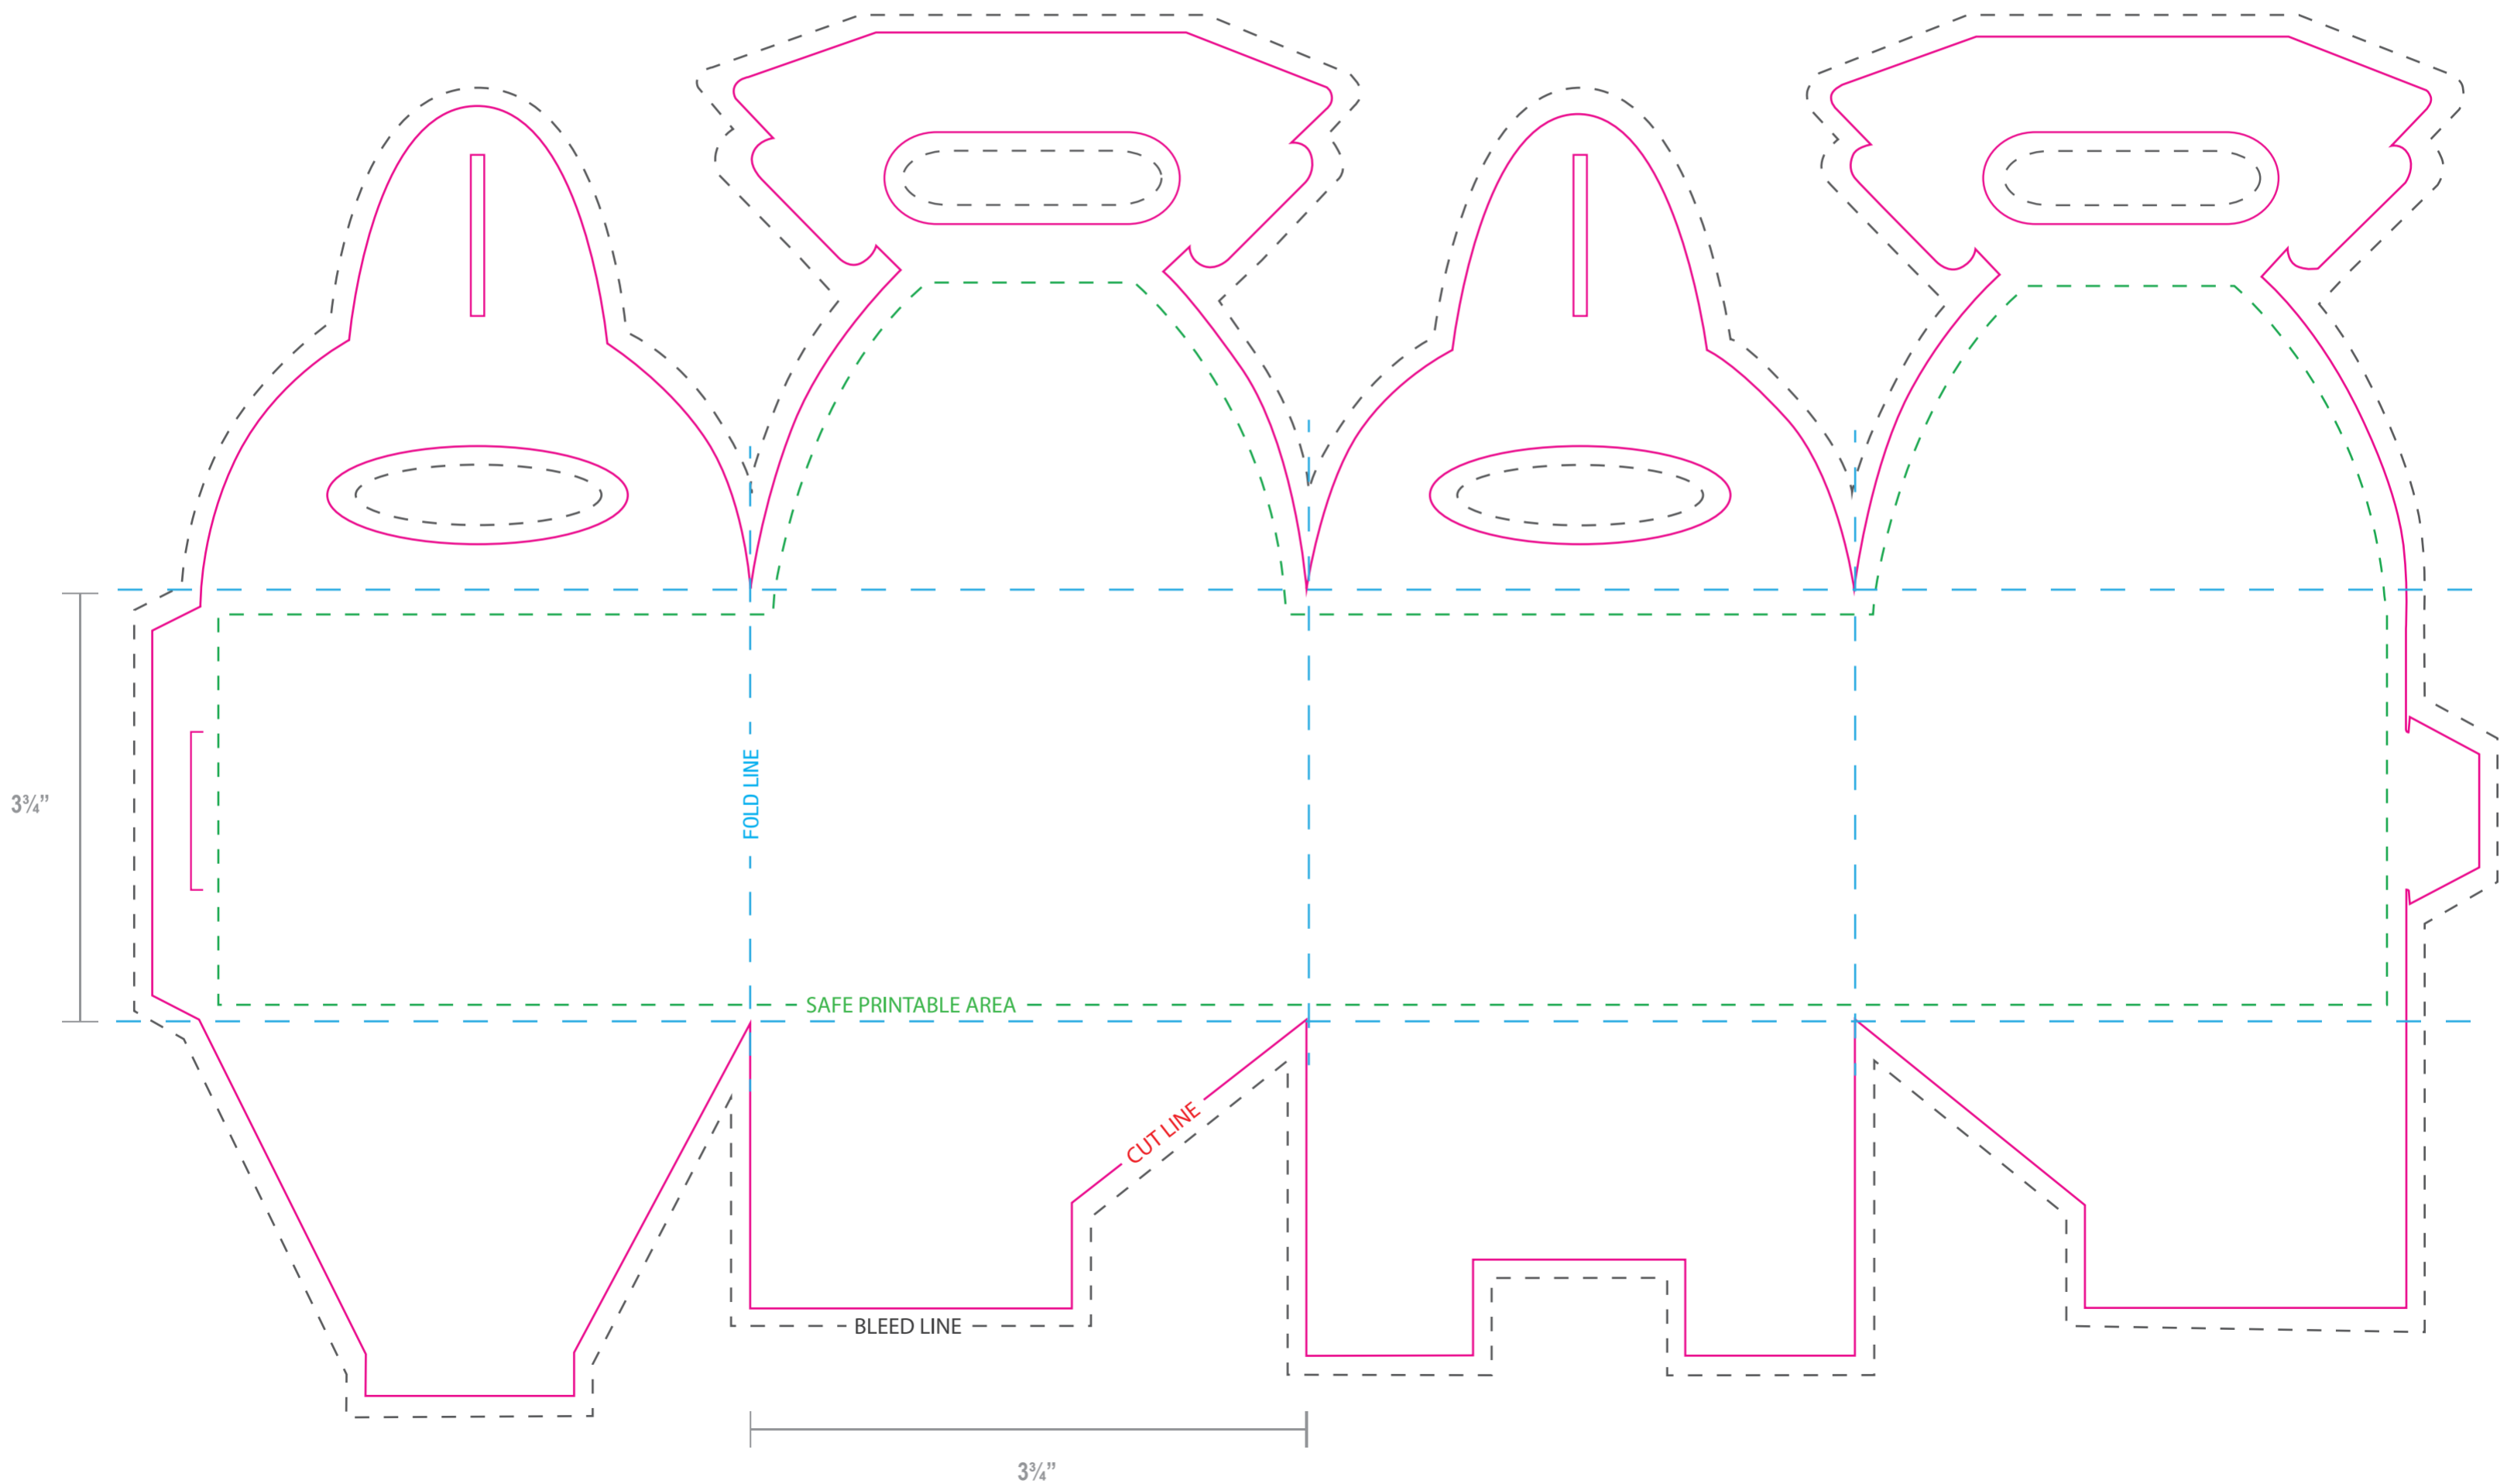 3¾”
FOLD LINE
SAFE PRINTABLE AREA
CUT LINE
BLEED LINE
3¾”